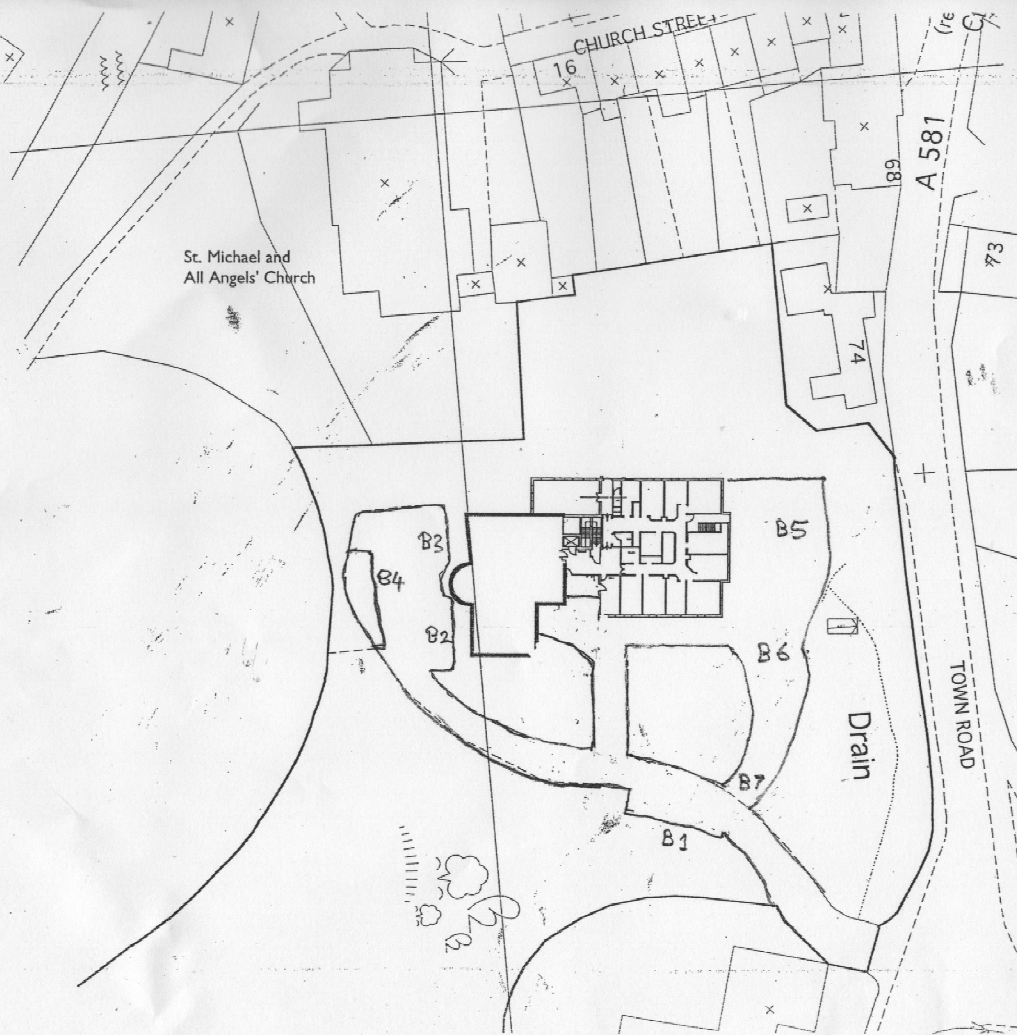 CHURCH STREET
16
A 581
68
73
St. Michael and
All Angels' Church
74
B3
B5
B4
B2
B6
TOWN ROAD
Drain
B7
B1